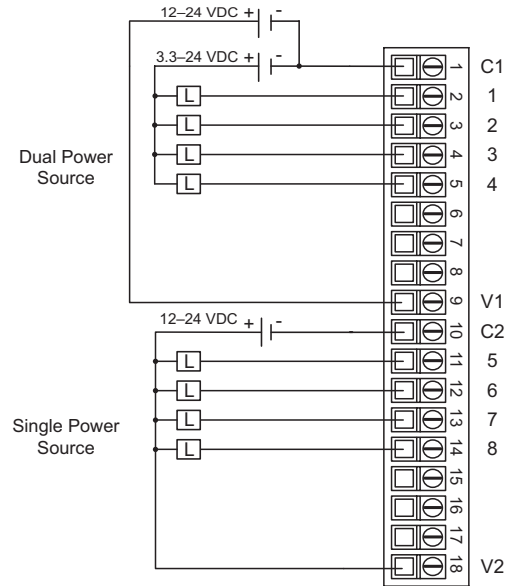 12–24 VDC + -
3.3–24 VDC + -
1 C1
L 2 1
L 3 2
L 4 3
Dual Power
Source
L 5 4
6
7
8
9 V1
12–24 VDC + -
10 C2
L 11 5
L 12 6
L 13 7
Single Power
Source
L 14 8
15
16
17
18 V2